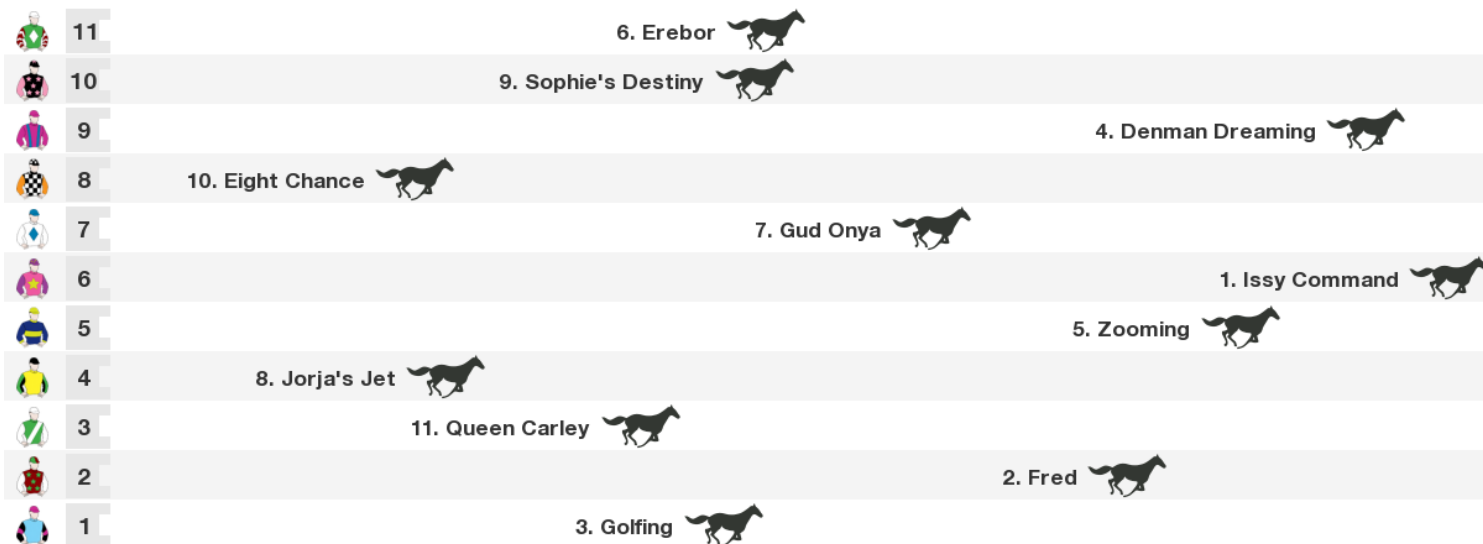 11 6. Erebor
10 9. Sophie's Destiny
9 4. Denman Dreaming
8 10. Eight Chance
7 7. Gud Onya
6 1. Issy Command
5 5. Zooming
4 8. Jorja's Jet
3 11. Queen Carley
2 2. Fred
1 3. Golfing